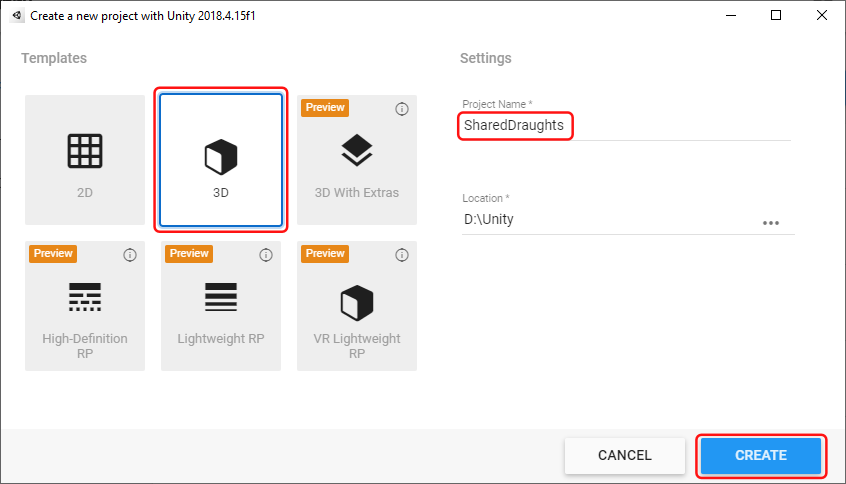 Create a new project with Unity 2018.4.15f1
Templates
2D
3D
Preview
3D With Extras
Preview
High-Definition
RP
Preview
Lightweight RP
Preview
VR Lightweight
RP
Settings
Project Name *
SharedDraughts
Location *
D:\Unity
CANCEL
CREATE